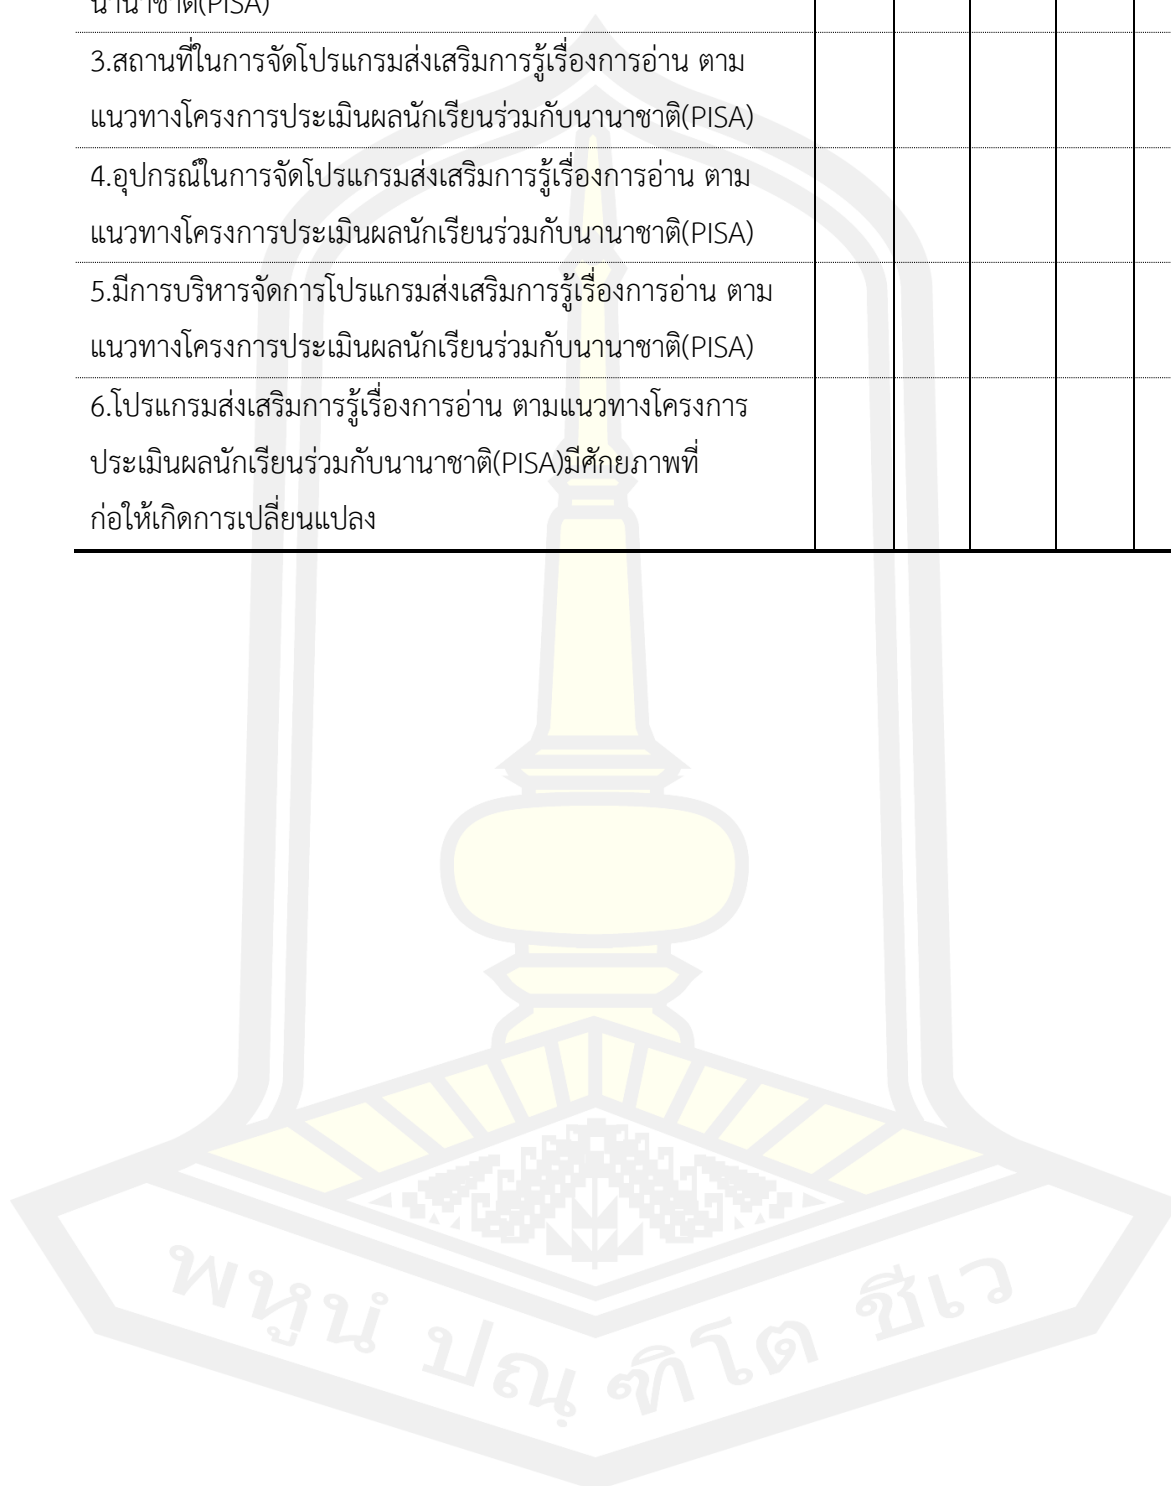 นานาชาติ(PISA)
3.สถานที่ในการจัดโปรแกรมส่งเสริมการรู้เรื่องการอ่าน ตาม
แนวทางโครงการประเมินผลนักเรียนร่วมกับนานาชาติ(PISA)
4.อุปกรณ์ในการจัดโปรแกรมส่งเสริมการรู้เรื่องการอ่าน ตาม
แนวทางโครงการประเมินผลนักเรียนร่วมกับนานาชาติ(PISA)
5.มีการบริหารจัดการโปรแกรมส่งเสริมการรู้เรื่องการอ่าน ตาม
แนวทางโครงการประเมินผลนักเรียนร่วมกับนานาชาติ(PISA)
6.โปรแกรมส่งเสริมการรู้เรื่องการอ่าน ตามแนวทางโครงการ
ประเมินผลนักเรียนร่วมกับนานาชาติ(PISA)มีศักยภาพที่
ก่อให้เกิดการเปลี่ยนแปลง
พหูนํ ปณฺฑิโต ชีเว